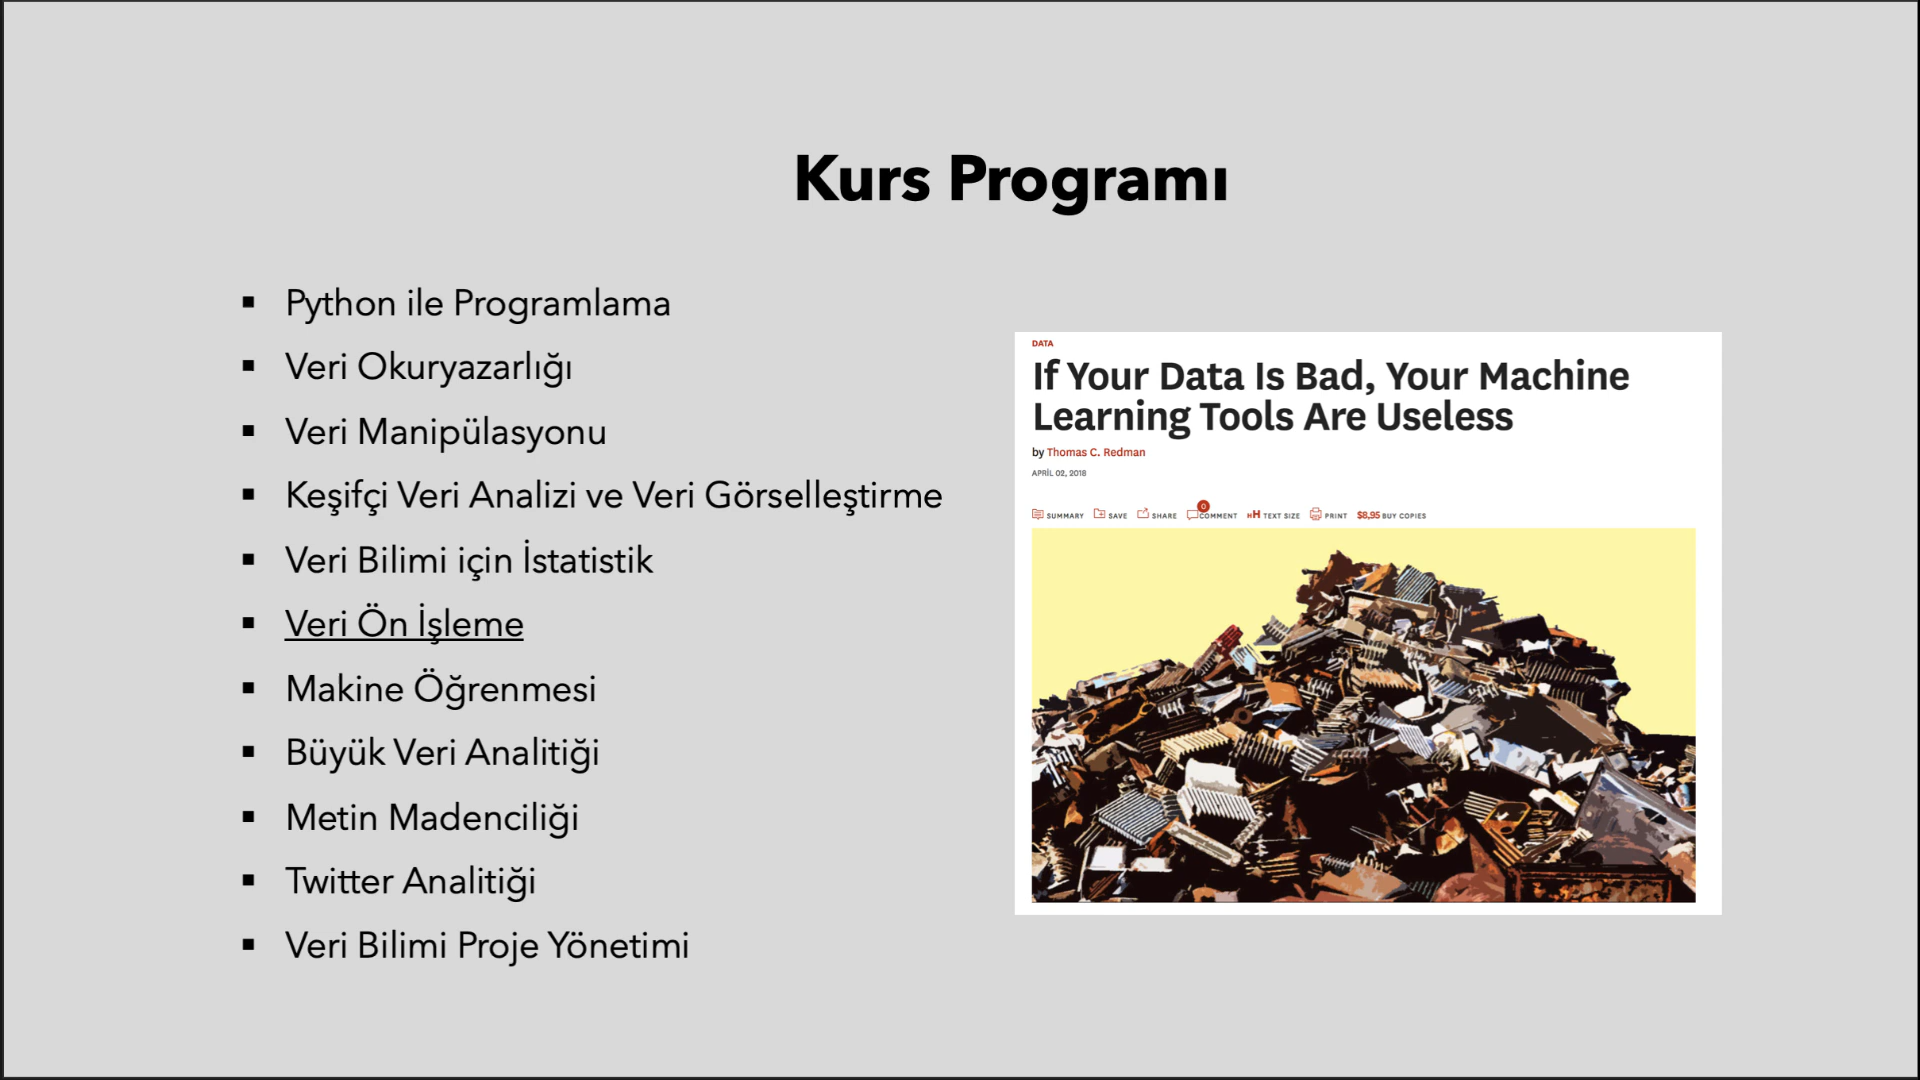 Kurs Programı
▪ Python ile Programlama
▪ Veri Okuryazarlığı
▪ Veri Manipülasyonu
▪ Keşifçi Veri Analizi ve Veri Görselleştirme
▪ Veri Bilimi için İstatistik
▪ Veri Ön İşleme
▪ Makine Öğrenmesi
▪ Büyük Veri Analitiği
▪ Metin Madenciliği
▪ Twitter Analitiği
▪ Veri Bilimi Proje Yönetimi
DATA
If Your Data Is Bad, Your Machine
Learning Tools Are Useless
by Thomas C. Redman
APRİL 02, 2018
SUMMARY SAVE SHARE 0 COMMENT HH TEXT SIZE PRINT $8,95 BUY COPIES